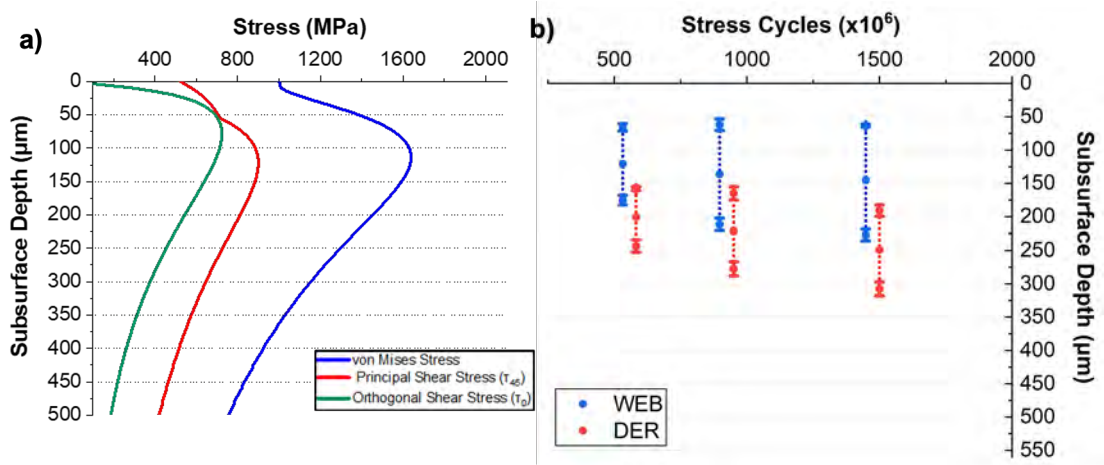 a)
Stress (MPa)
400 800 1200 1600 2000
0
50
100
150
200
250
300
350
400
450
500
Subsurface Depth (µm)
von Mises Stress
Principal Shear Stress (τ45)
Orthogonal Shear Stress (τ0)
b)
Stress Cycles (x10⁶)
500 1000 1500 2000
0
50
100
150
200
250
300
350
400
450
500
550
Subsurface Depth (µm)
WEB
DER